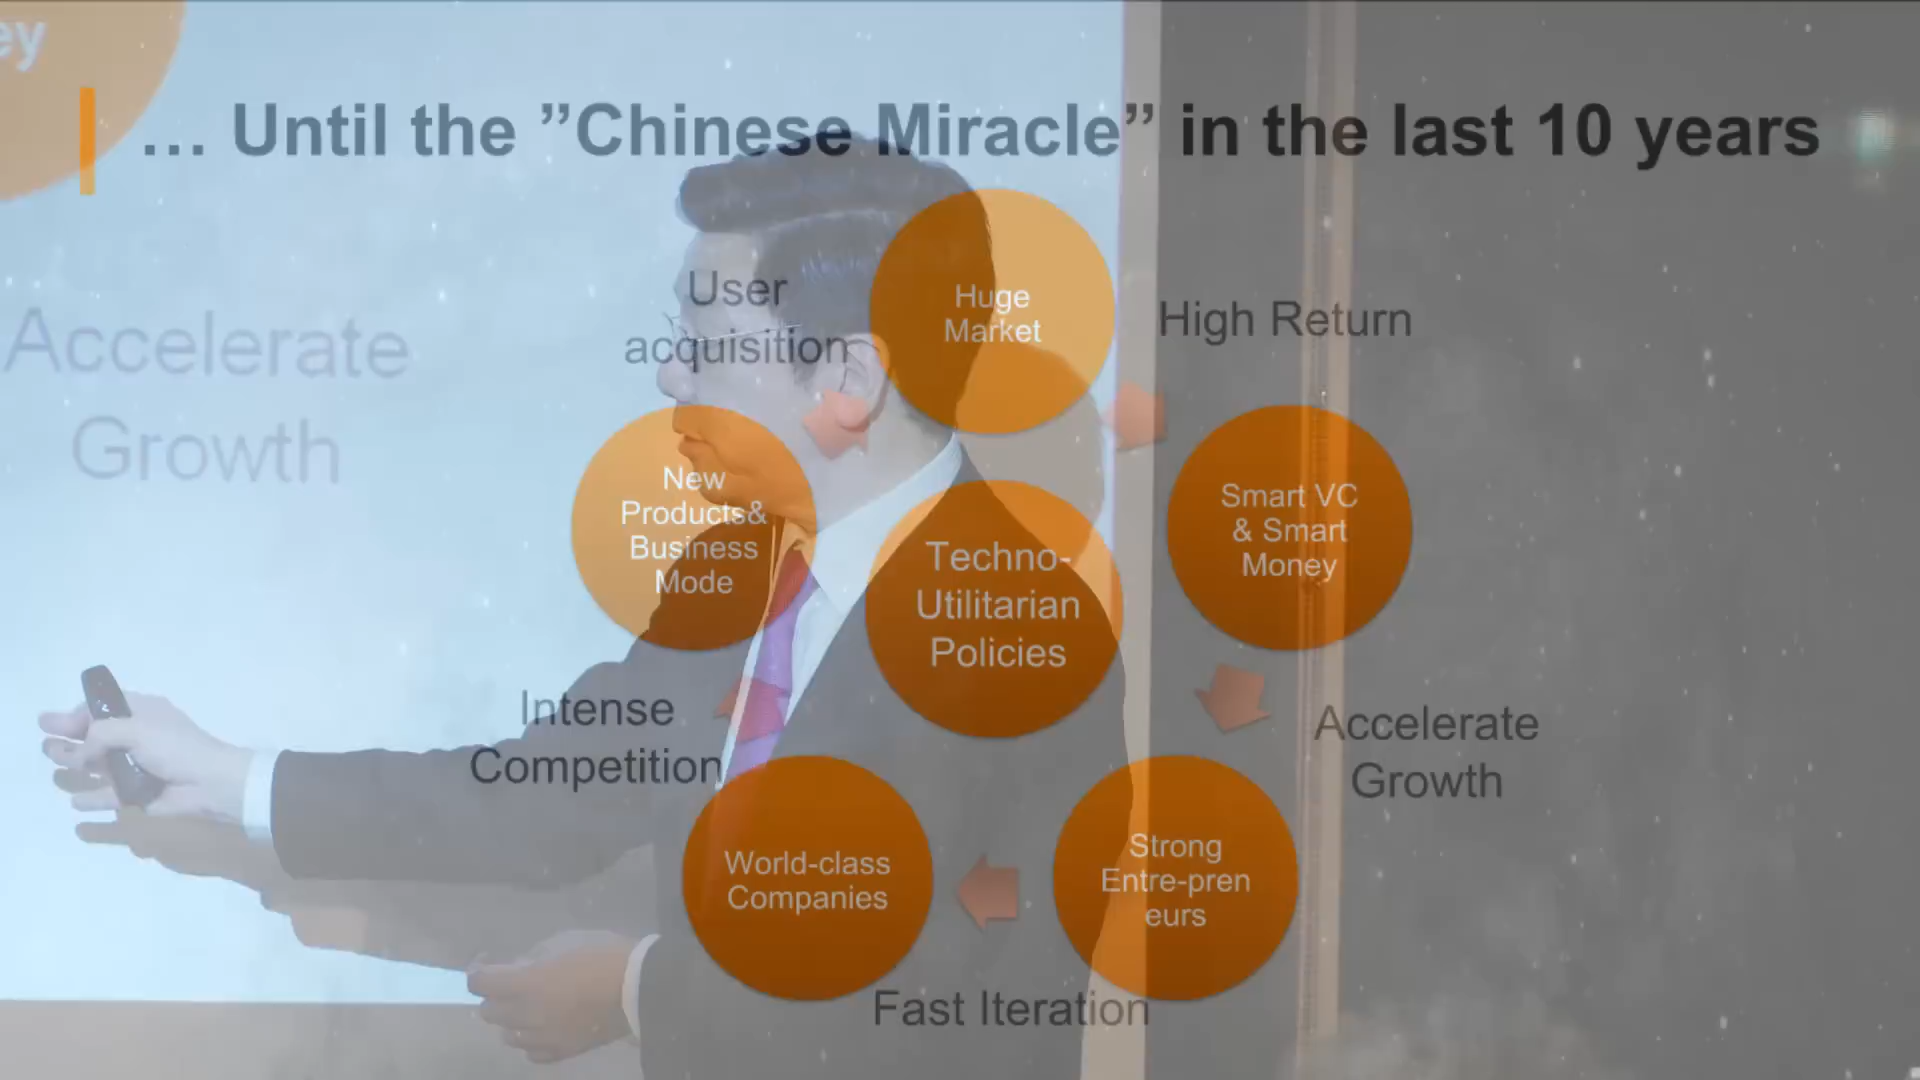 ey
… Until the ”Chinese Miracle” in the last 10 years
User
acquisition
Huge
Market
High Return
Accelerate
Growth
New
Products&
Business
Mode
Techno-
Utilitarian
Policies
Smart VC
& Smart
Money
Intense
Competition
Accelerate
Growth
World-class
Companies
Strong
Entre-pren
eurs
Fast Iteration